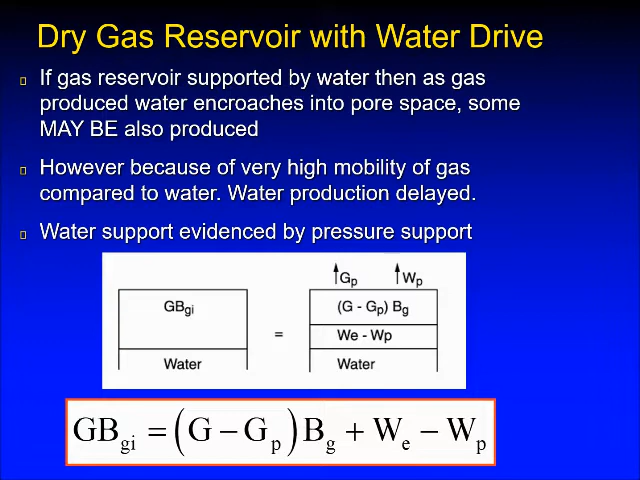 Dry Gas Reservoir with Water Drive
If gas reservoir supported by water then as gas
produced water encroaches into pore space, some
MAY BE also produced
However because of very high mobility of gas
compared to water. Water production delayed.
Water support evidenced by pressure support
Gp Wp
GBgi
(G - Gp) Bg
=
We - Wp
Water
Water
GBgi = (G − Gp) Bg + We − Wp